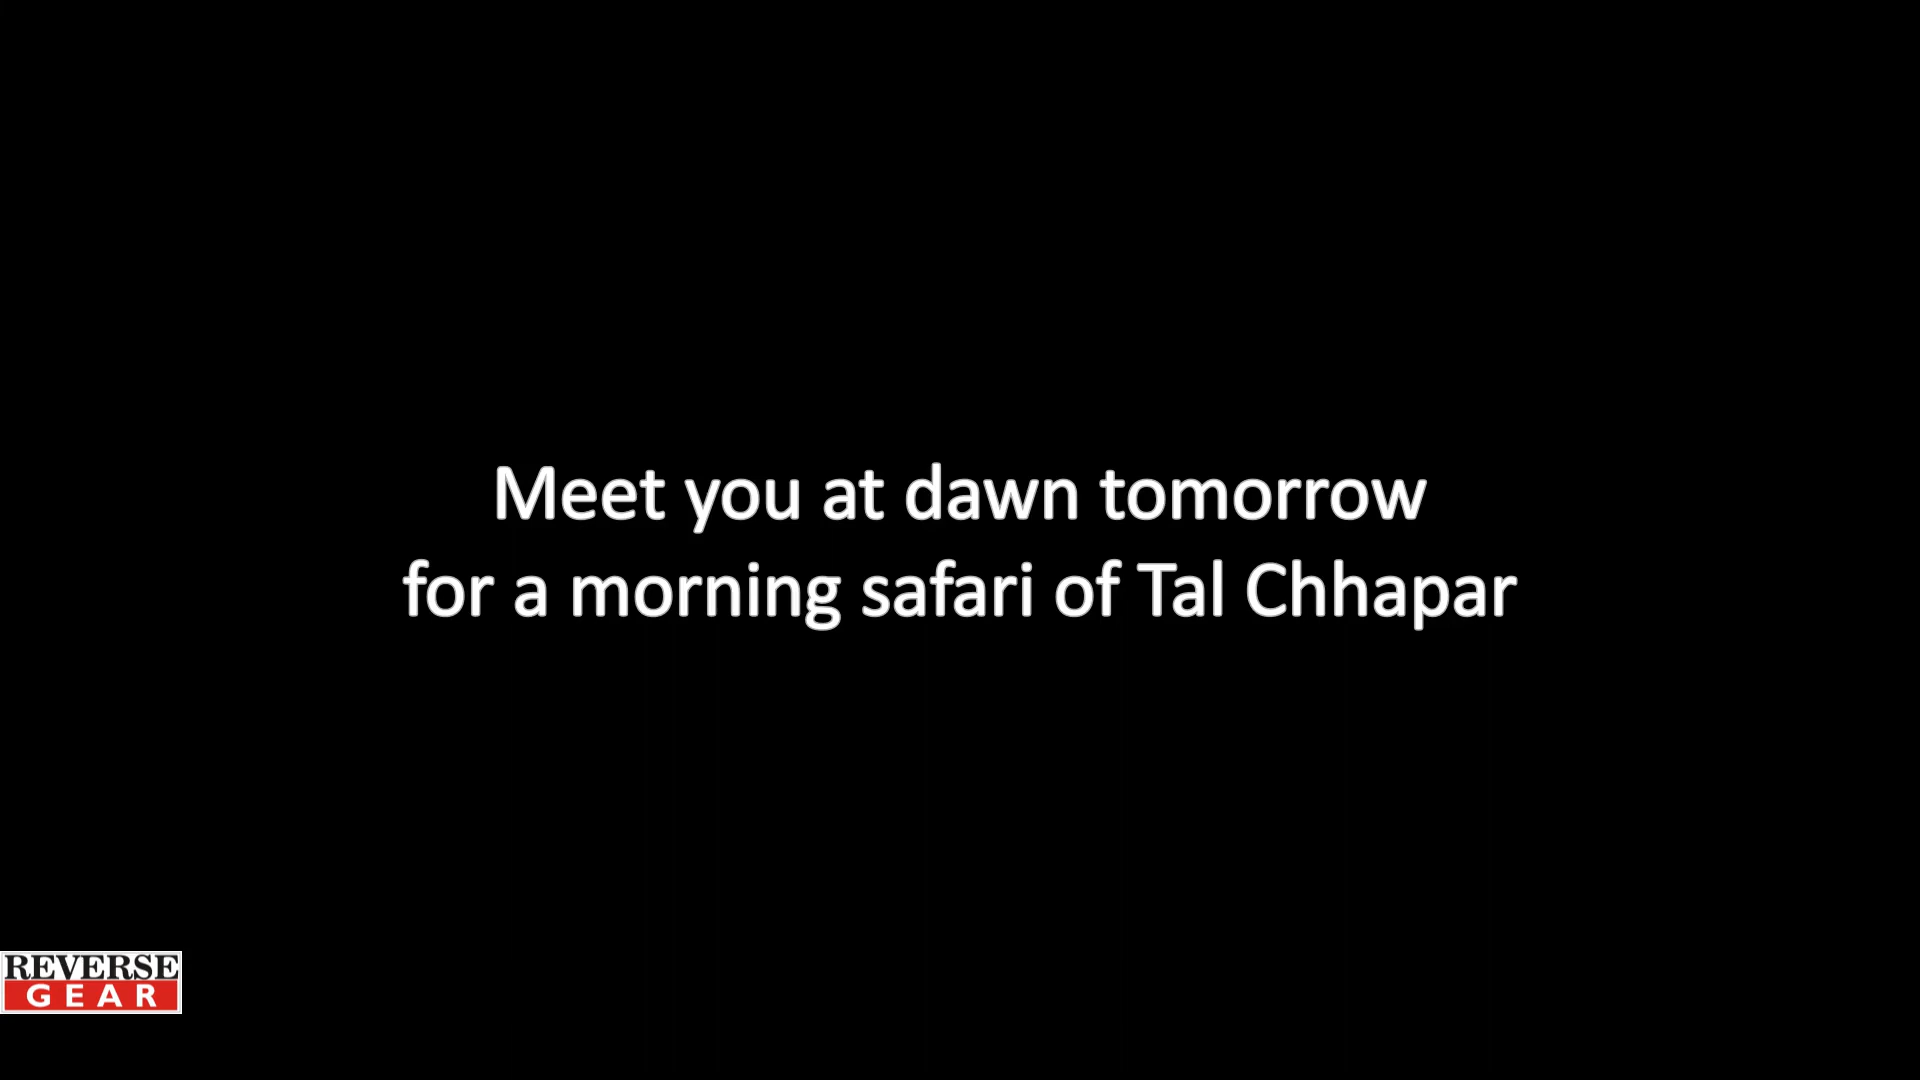 Meet you at dawn tomorrow
for a morning safari of Tal Chhapar
REVERSE
GEAR